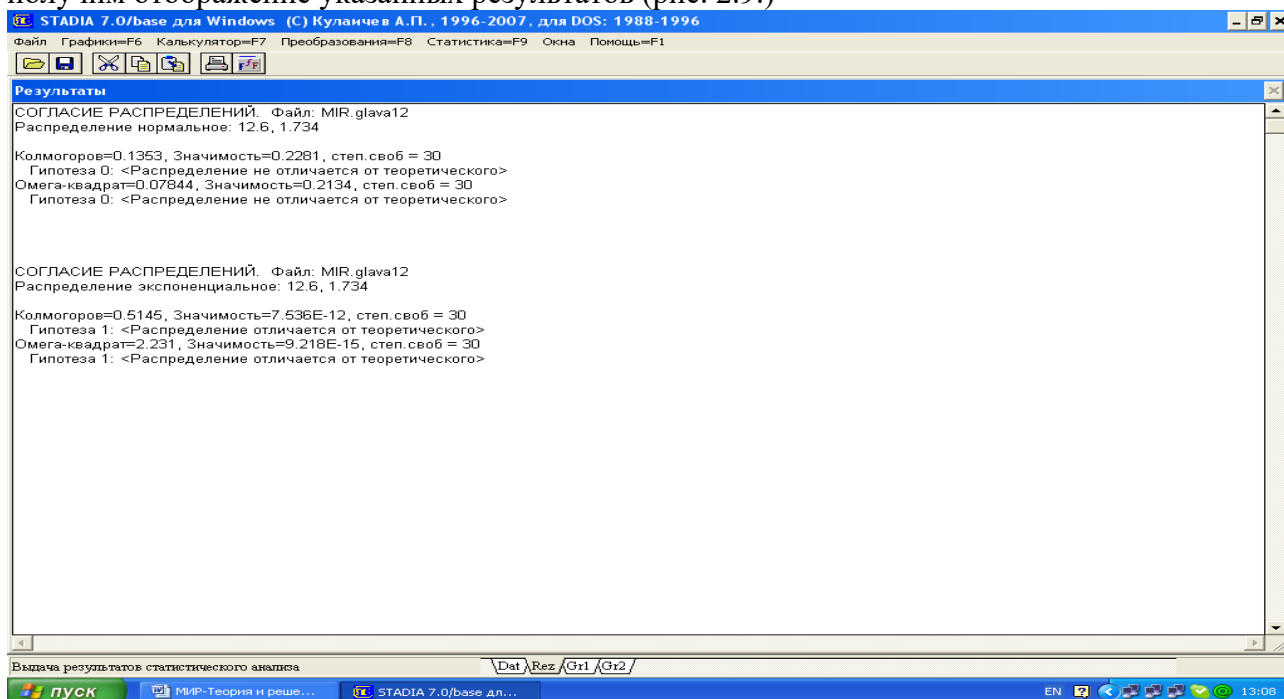 получим отображение указанных результатов (рис. 2.9.)
STADIA 7.0/base для Windows (C) Кулаичев А.П., 1996-2007, для DOS: 1988-1996
Файл Графики=F6 Калькулятор=F7 Преобразования=F8 Статистика=F9 Окна Помощь=F1
Результаты
СОГЛАСИЕ РАСПРЕДЕЛЕНИЙ. Файл: MIR.glava12
Распределение нормальное: 12.6, 1.734
Колмогоров=0.1353, Значимость=0.2281, степ.своб = 30
Гипотеза 0: <Распределение не отличается от теоретического>
Омега-квадрат=0.07844, Значимость=0.2134, степ.своб = 30
Гипотеза 0: <Распределение не отличается от теоретического>
СОГЛАСИЕ РАСПРЕДЕЛЕНИЙ. Файл: MIR.glava12
Распределение экспоненциальное: 12.6, 1.734
Колмогоров=0.5145, Значимость=7.536E-12, степ.своб = 30
Гипотеза 1: <Распределение отличается от теоретического>
Омега-квадрат=2.231, Значимость=9.218E-15, степ.своб = 30
Гипотеза 1: <Распределение отличается от теоретического>
Выдача результатов статистического анализа Dat Rez Gr1 Gr2
пуск МИР-Теория и реше... STADIA 7.0/base дл... EN 13:08